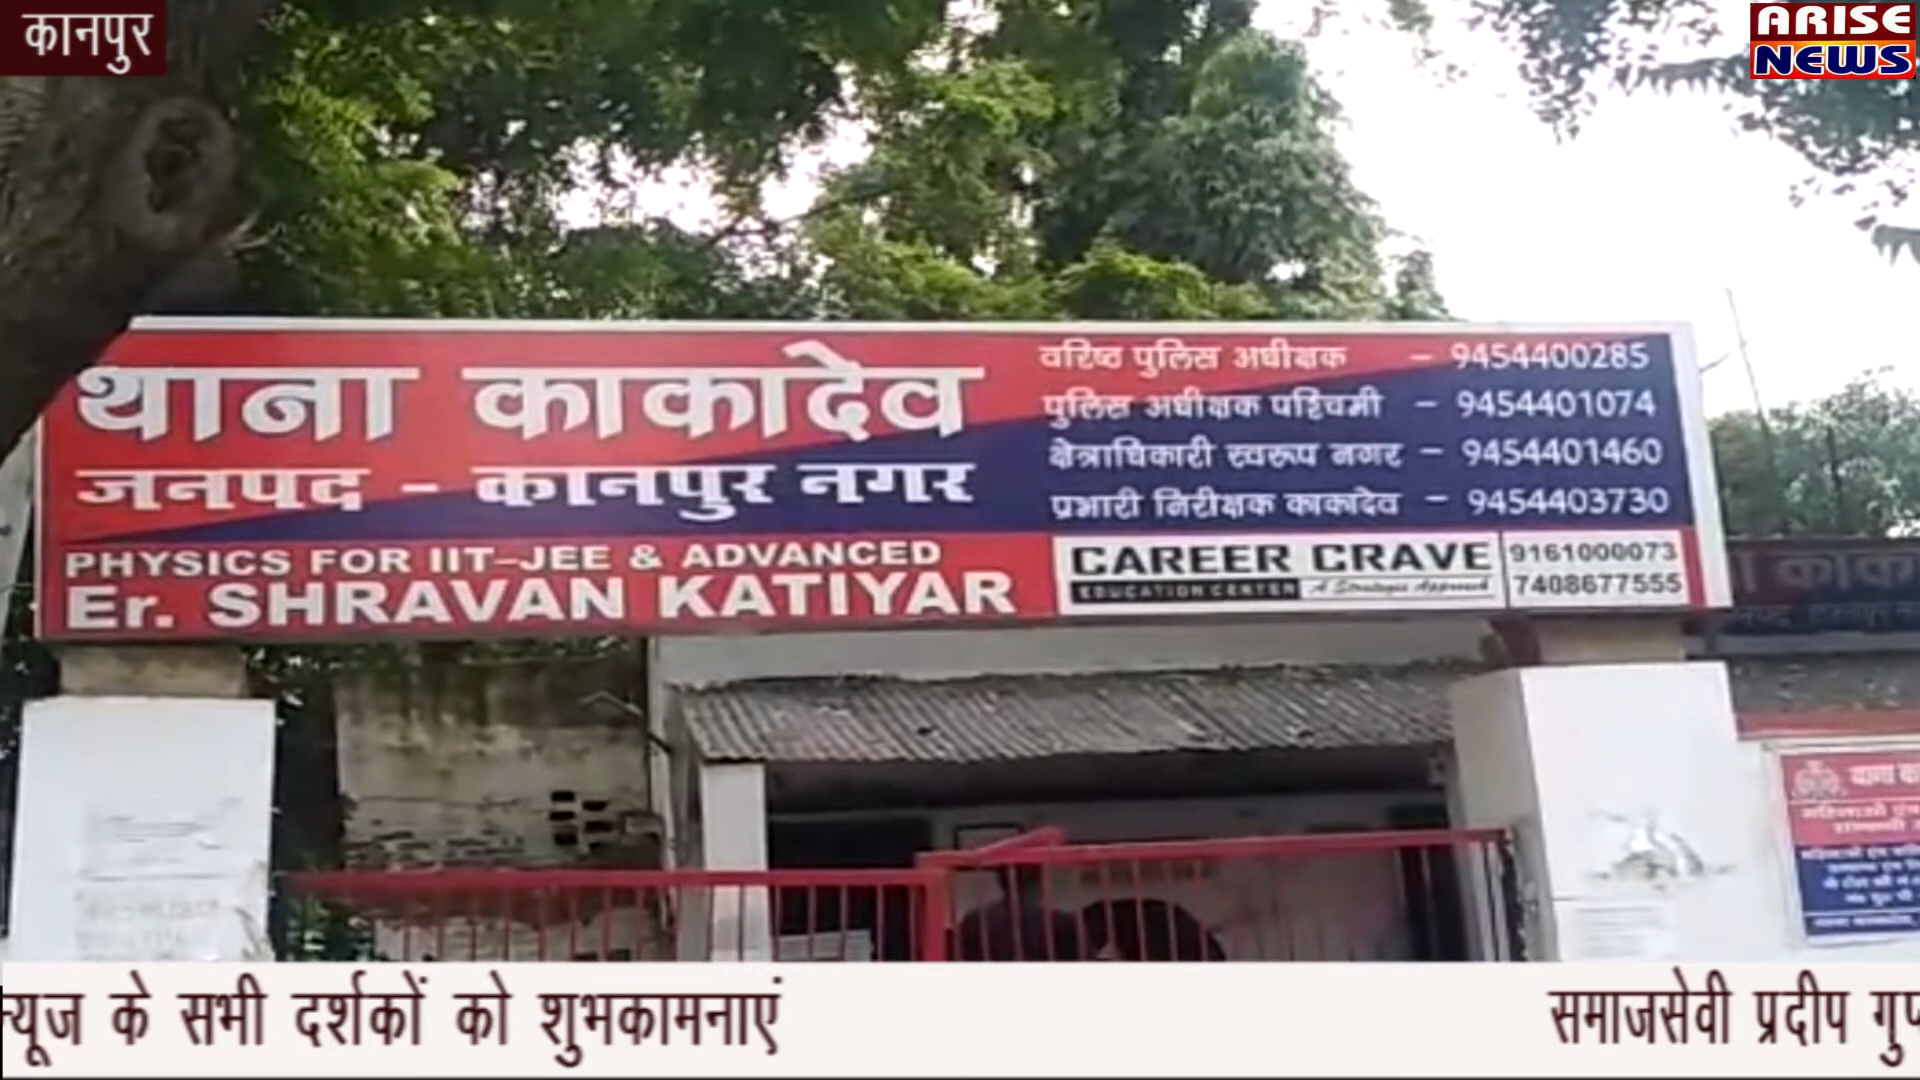 कानपुर
ARISE
NEWS
थाना काकादेव
जनपद - कानपुर नगर
वरिष्ठ पुलिस अधीक्षक - 9454400285
पुलिस अधीक्षक पश्चिमी - 9454401074
क्षेत्राधिकारी स्वरूप नगर - 9454401460
प्रभारी निरीक्षक काकादेव - 9454403730
PHYSICS FOR IIT-JEE & ADVANCED
Er. SHRAVAN KATIYAR
CAREER CRAVE
EDUCATION CENTER A Strategic Approach
9161000073
7408677555
थाना
के सभी दर्शकों को शुभकामनाएं
समाजसेवी प्रदीप